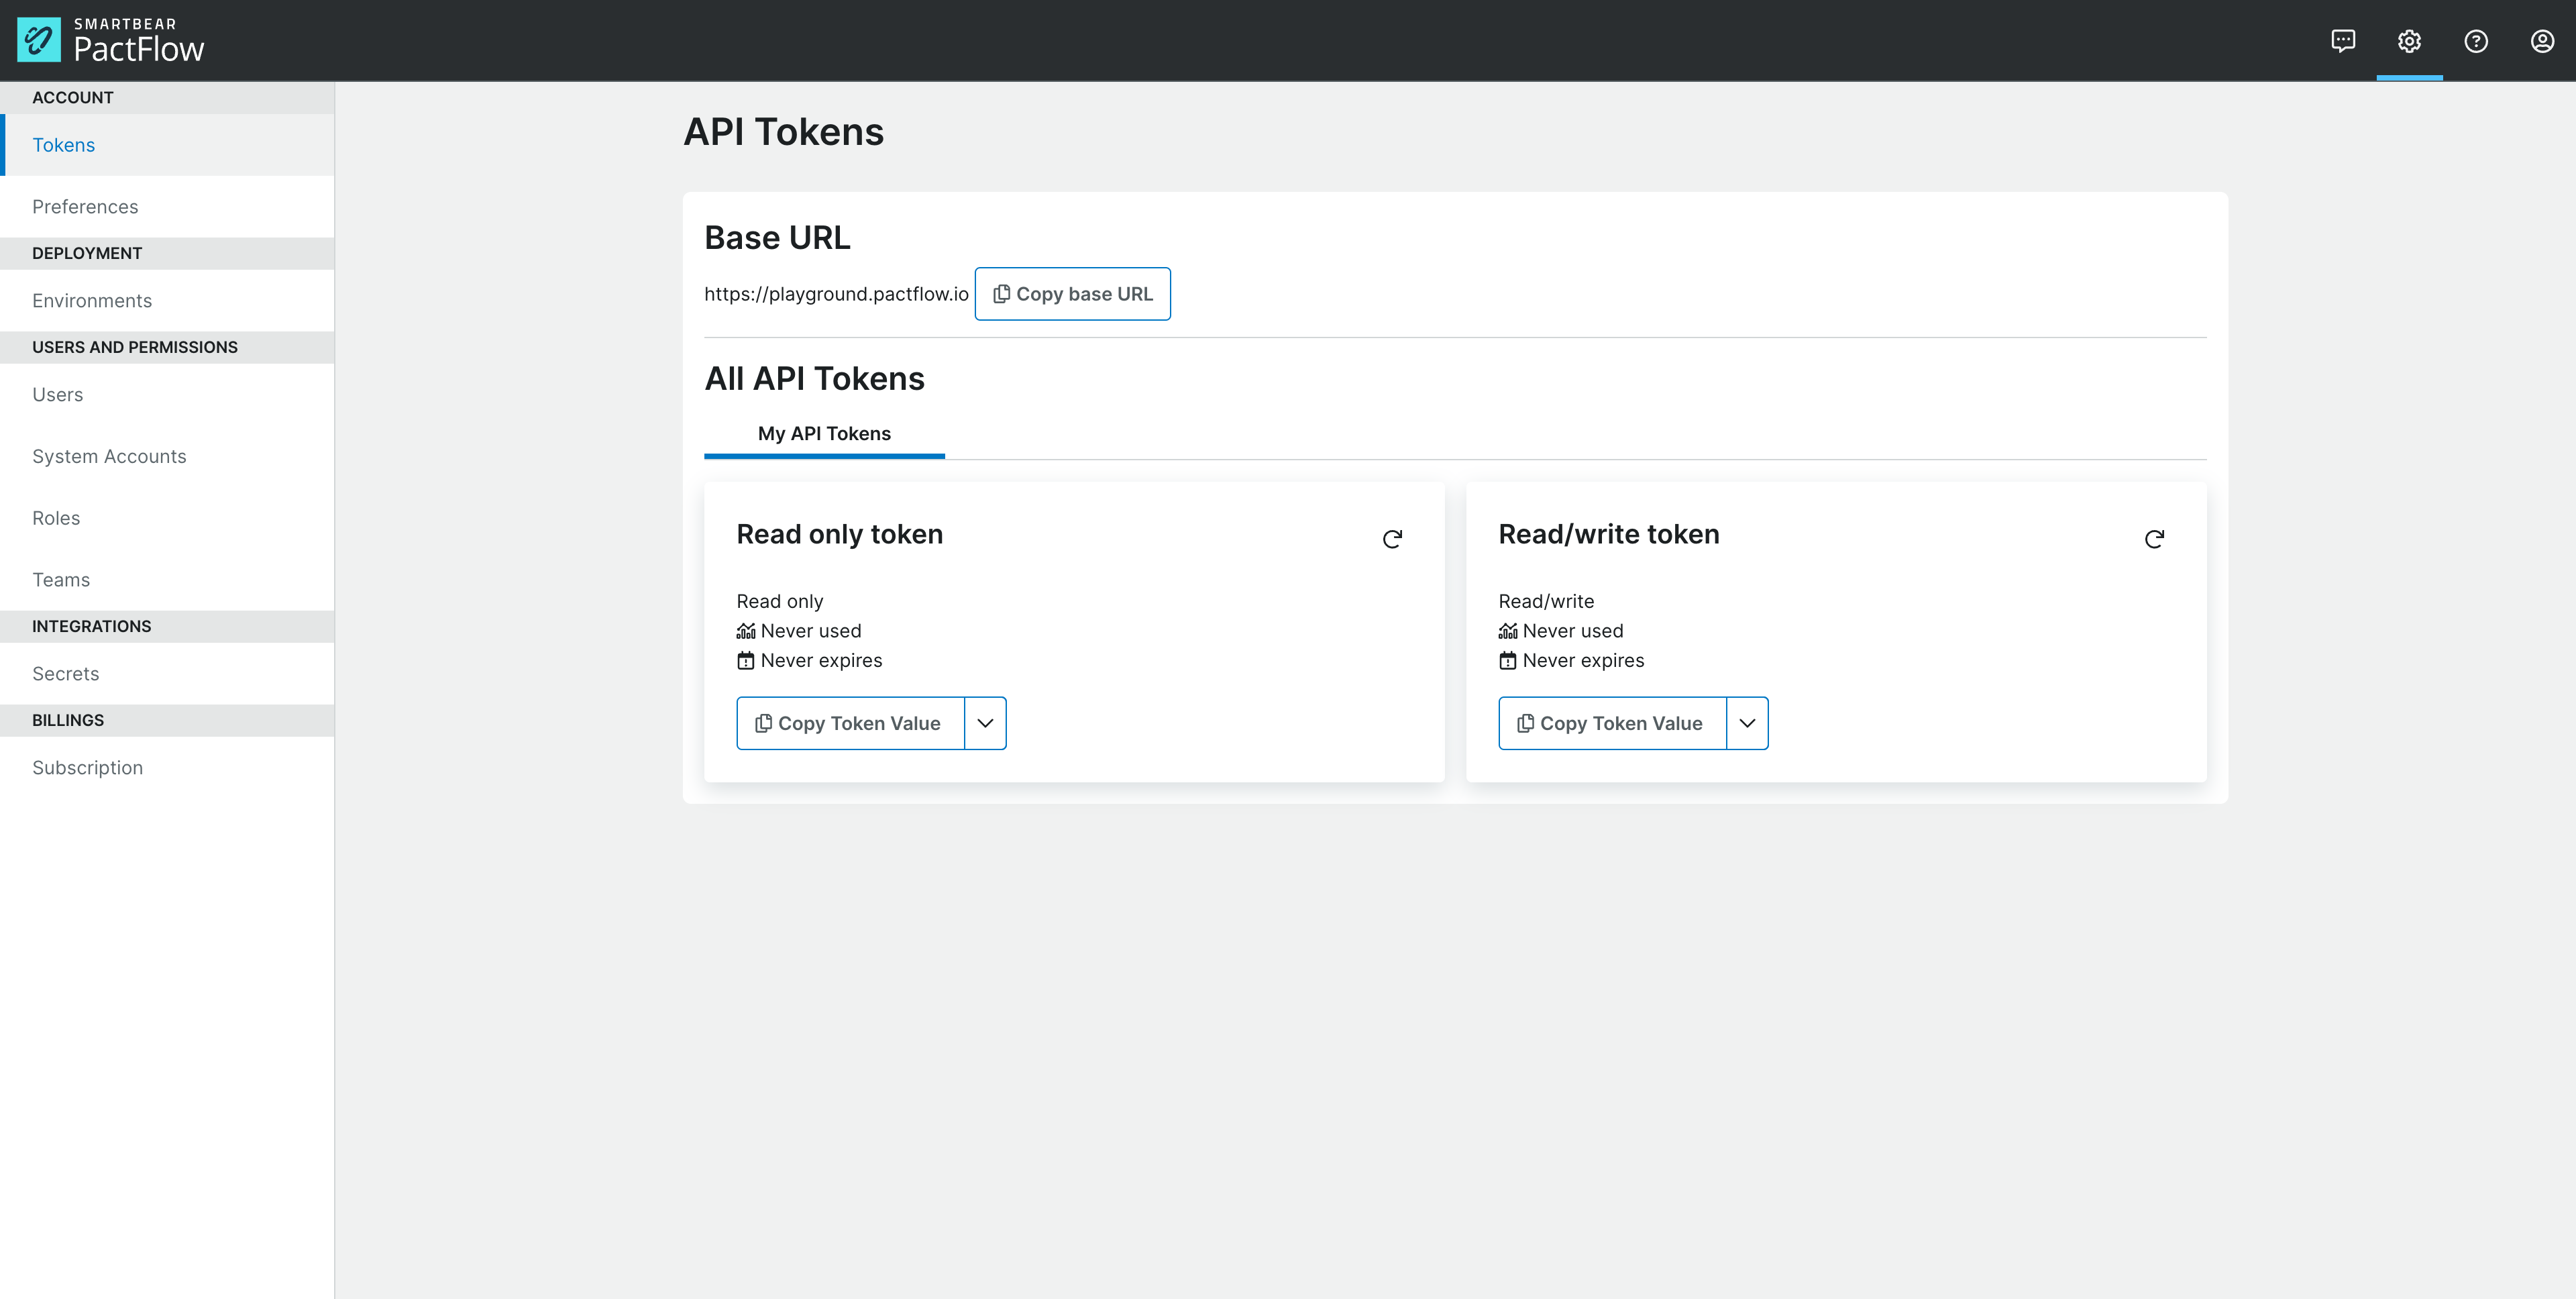 SMARTBEAR
PactFlow
ACCOUNT
Tokens
Preferences
DEPLOYMENT
Environments
USERS AND PERMISSIONS
Users
System Accounts
Roles
Teams
INTEGRATIONS
Secrets
BILLINGS
Subscription
API Tokens
Base URL
https://playground.pactflow.io Copy base URL
All API Tokens
My API Tokens
Read only token
Read only
Never used
Never expires
Copy Token Value
Read/write token
Read/write
Never used
Never expires
Copy Token Value